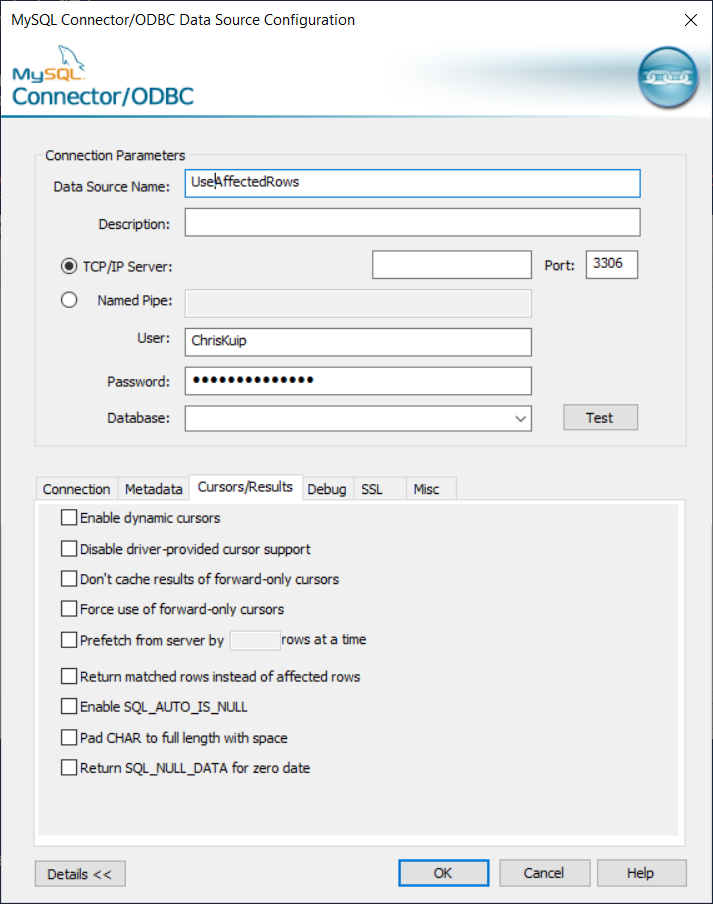 MySQL Connector/ODBC Data Source Configuration
MySQL
Connector/ODBC
Connection Parameters
Data Source Name: UseAffectedRows
Description:
TCP/IP Server: Port: 3306
Named Pipe:
User: ChrisKuip
Password: ••••••••••••••
Database: Test
Connection Metadata Cursors/Results Debug SSL Misc
Enable dynamic cursors
Disable driver-provided cursor support
Don't cache results of forward-only cursors
Force use of forward-only cursors
Prefetch from server by rows at a time
Return matched rows instead of affected rows
Enable SQL_AUTO_IS_NULL
Pad CHAR to full length with space
Return SQL_NULL_DATA for zero date
Details << OK Cancel Help